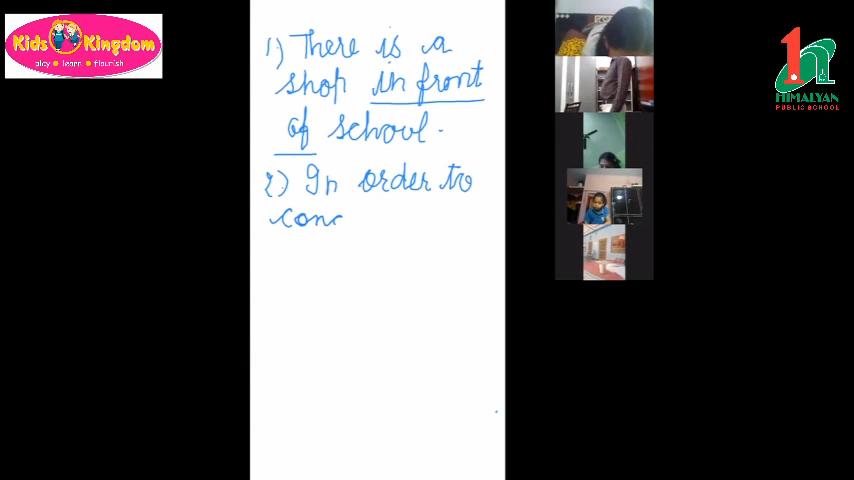 Kids Kingdom
play learn flourish
1) There is a
shop in front
of school.
2) In order to
conc
HIMALYAN
PUBLIC SCHOOL